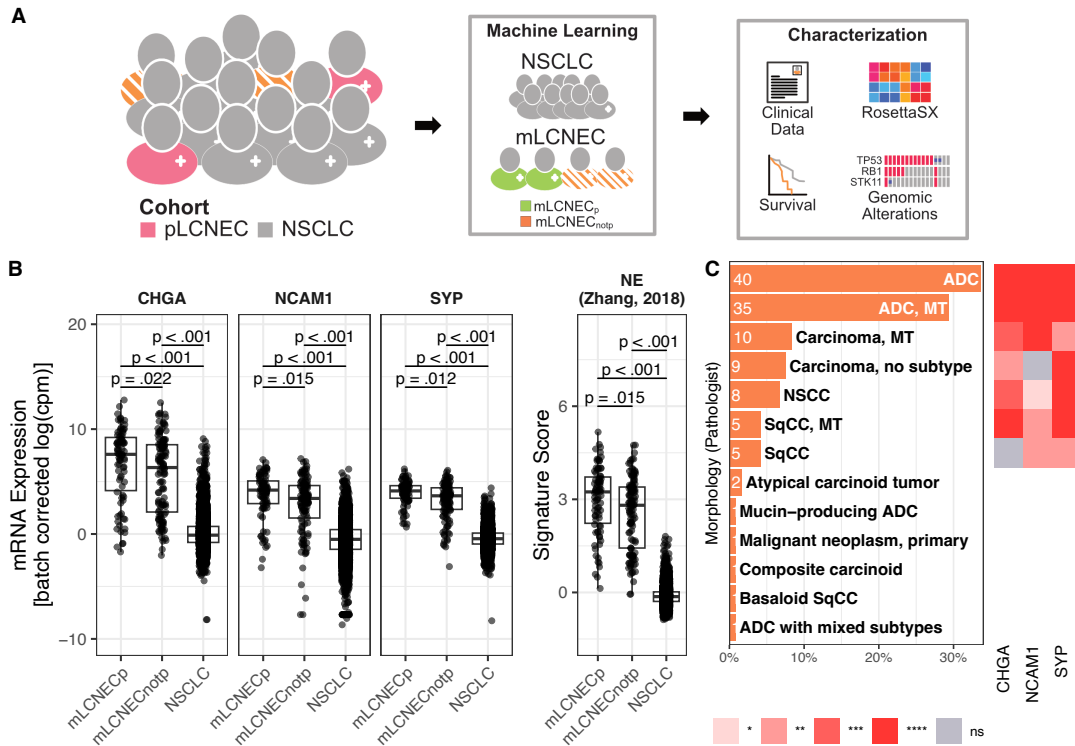 A
Cohort
pLCNEC NSCLC
Machine Learning
NSCLC
mLCNEC
mLCNECp
mLCNECnotp
Characterization
Clinical
Data
RosettaSX
Survival
TP53
RB1
STK11
Genomic
Alterations
B
CHGA
NCAM1
SYP
NE
(Zhang, 2018)
mRNA Expression
[batch corrected log(cpm)]
20
10
0
−10
p <.001
p <.001
p = .022
p <.001
p <.001
p = .015
p <.001
p <.001
p = .012
Signature Score
6
3
0
p <.001
p <.001
p = .015
mLCNECp
mLCNECnotp
NSCLC
mLCNECp
mLCNECnotp
NSCLC
mLCNECp
mLCNECnotp
NSCLC
mLCNECp
mLCNECnotp
NSCLC
C
Morphology (Pathologist)
40 ADC
35 ADC, MT
10 Carcinoma, MT
9 Carcinoma, no subtype
8 NSCC
5 SqCC, MT
5 SqCC
2 Atypical carcinoid tumor
Mucin−producing ADC
Malignant neoplasm, primary
Composite carcinoid
Basaloid SqCC
ADC with mixed subtypes
0% 10% 20% 30%
CHGA
NCAM1
SYP
* ** *** **** ns